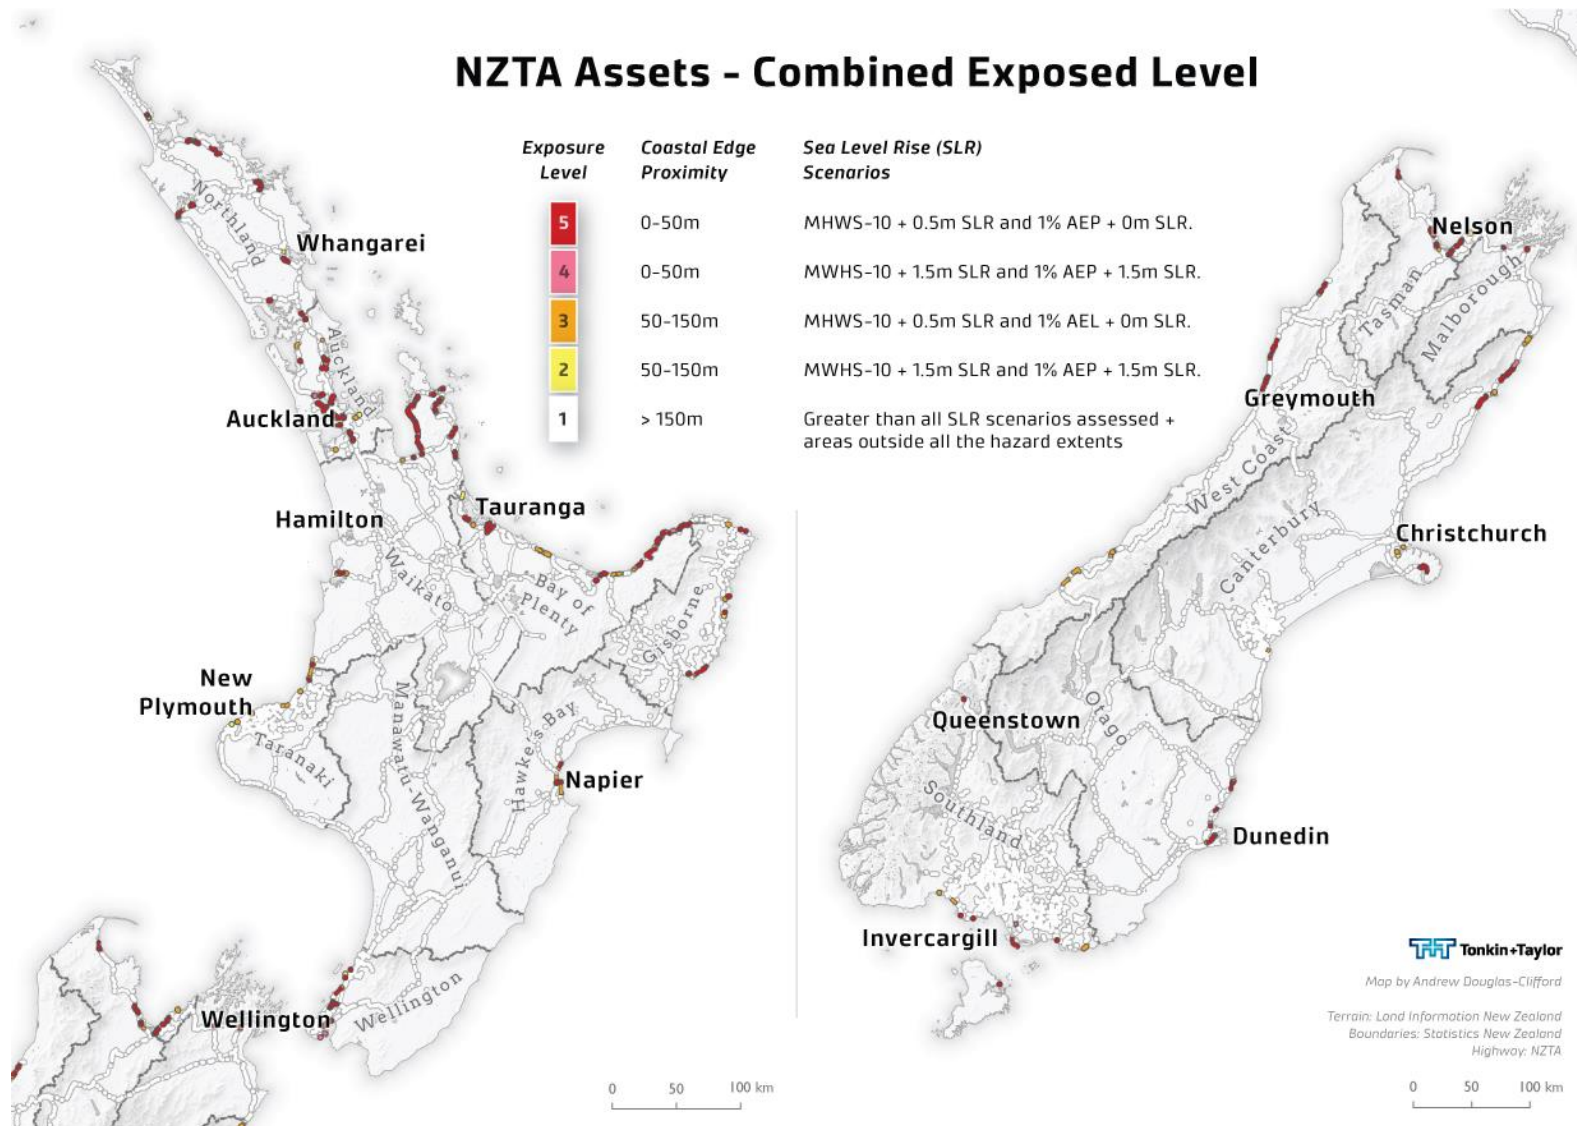 NZTA Assets - Combined Exposed Level
Exposure Level
Coastal Edge Proximity
Sea Level Rise (SLR) Scenarios
5 0-50m MHWS-10 + 0.5m SLR and 1% AEP + 0m SLR.
4 0-50m MWHS-10 + 1.5m SLR and 1% AEP + 1.5m SLR.
3 50-150m MHWS-10 + 0.5m SLR and 1% AEL + 0m SLR.
2 50-150m MWHS-10 + 1.5m SLR and 1% AEP + 1.5m SLR.
1 > 150m Greater than all SLR scenarios assessed +
areas outside all the hazard extents
Northland
Whangarei
Auckland
Auckland
Hamilton
Tauranga
Waikato
Bay of
Plenty
Gisborne
New
Plymouth
Taranaki
Manawatu-Wanganui
Hawke's Bay
Napier
Wellington
Wellington
0 50 100 km
Nelson
Tasman
Malborough
Greymouth
West Coast
Canterbury
Christchurch
Queenstown
Otago
Southland
Dunedin
Invercargill
T+T Tonkin+Taylor
Map by Andrew Douglas-Clifford
Terrain: Land Information New Zealand
Boundaries: Statistics New Zealand
Highway: NZTA
0 50 100 km